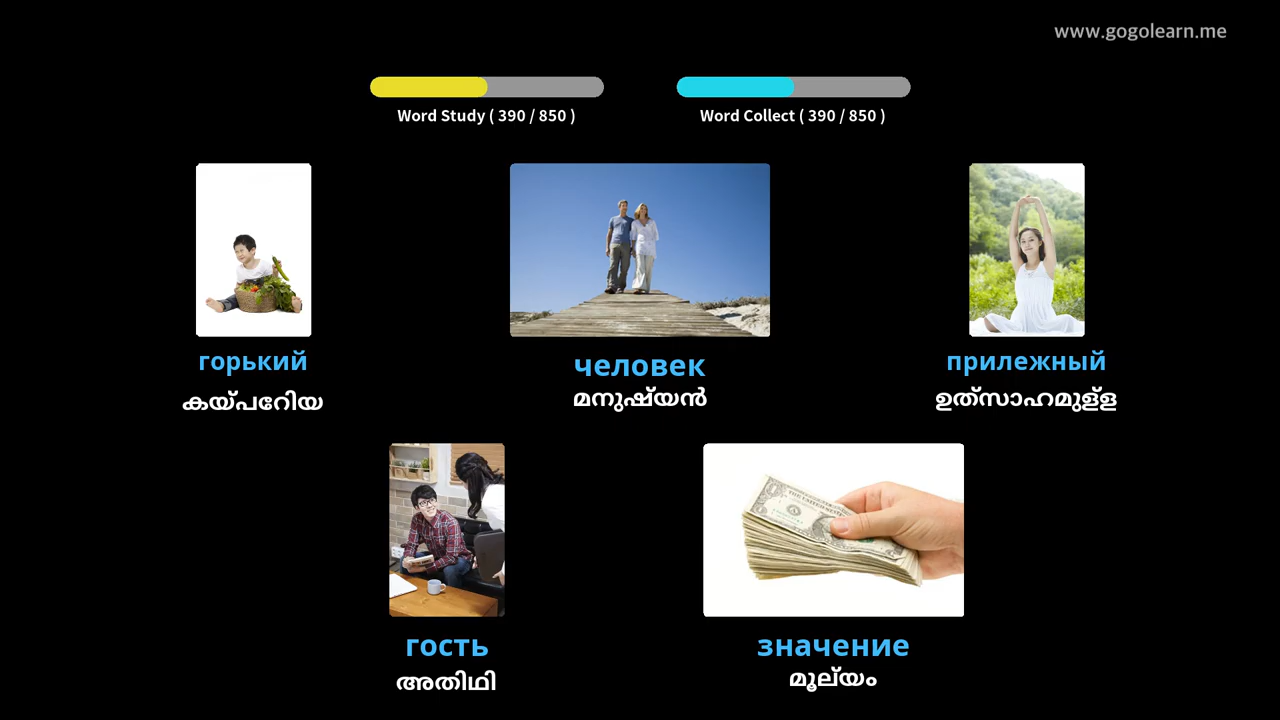 www.gogolearn.me
Word Study ( 390 / 850 )
Word Collect ( 390 / 850 )
горький
കയ്പേറിയ
человек
മനുഷ്യൻ
прилежный
ഉത്സാഹമുള്ള
гость
അതിഥി
значение
മൂല്യം